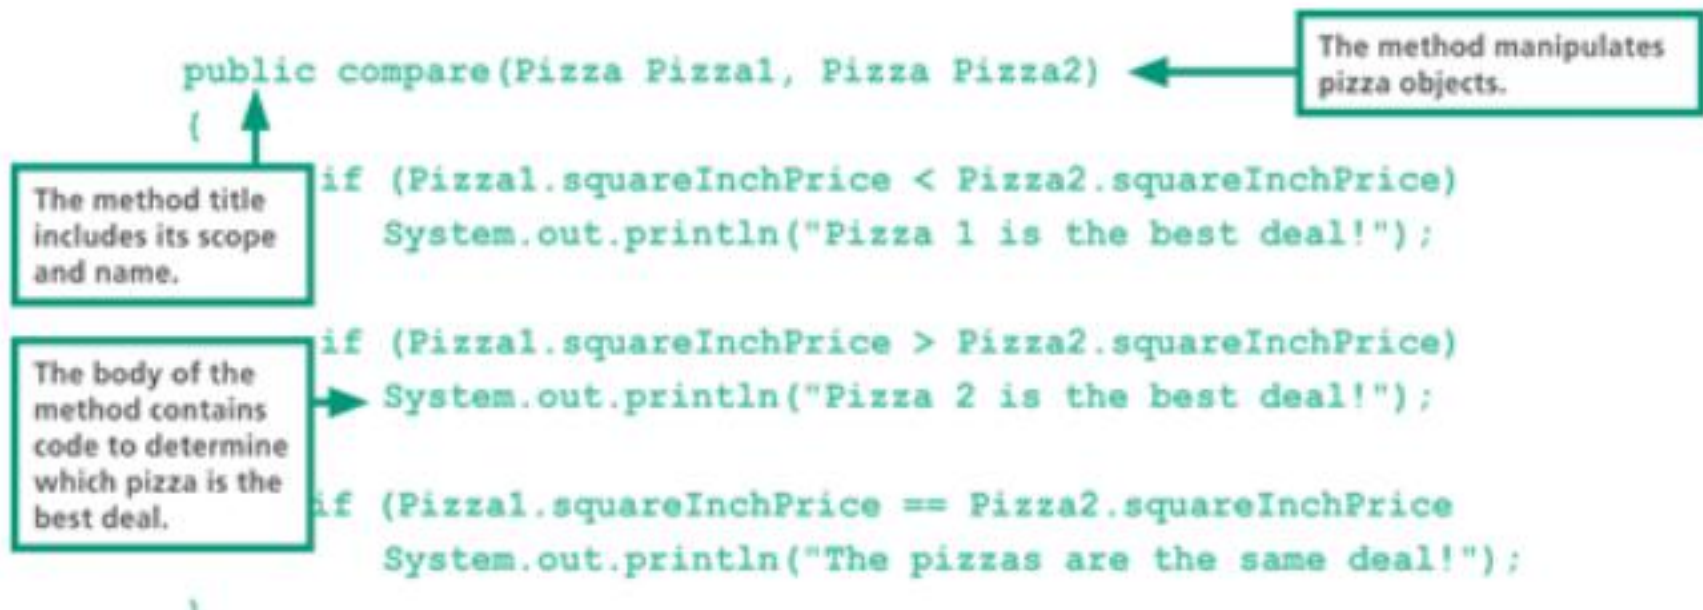 public compare(Pizza Pizza1, Pizza Pizza2)
The method manipulates
pizza objects.
{
The method title
includes its scope
and name.
if (Pizza1.squareInchPrice < Pizza2.squareInchPrice)
System.out.println("Pizza 1 is the best deal!");
if (Pizza1.squareInchPrice > Pizza2.squareInchPrice)
System.out.println("Pizza 2 is the best deal!");
The body of the
method contains
code to determine
which pizza is the
best deal.
if (Pizza1.squareInchPrice == Pizza2.squareInchPrice
System.out.println("The pizzas are the same deal!");
}